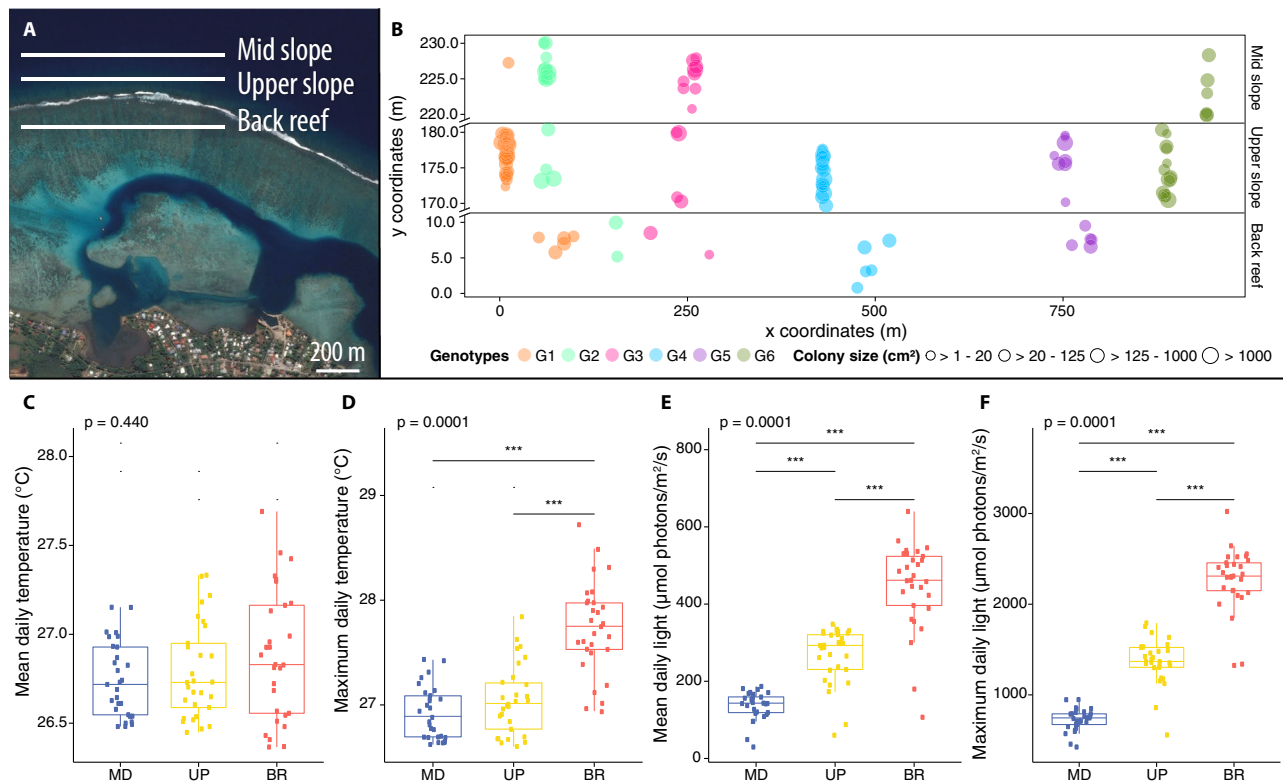 A
Mid slope
Upper slope
Back reef
200 m
B
y coordinates (m)
230.0
225.0
220.0
180.0
175.0
170.0
10.0
5.0
0.0
Mid slope
Upper slope
Back reef
0 250 500 750
x coordinates (m)
Genotypes G1 G2 G3 G4 G5 G6 Colony size (cm²) > 1 - 20 > 20 - 125 > 125 - 1000 > 1000
C
p = 0.440
Mean daily temperature (°C)
28.0
27.5
27.0
26.5
MD UP BR
D
p = 0.0001
***
***
Maximum daily temperature (°C)
29
28
27
MD UP BR
E
p = 0.0001
***
***
***
Mean daily light (µmol photons/m²/s)
800
600
400
200
0
MD UP BR
F
p = 0.0001
***
***
***
Maximum daily light (µmol photons/m²/s)
3000
2000
1000
MD UP BR